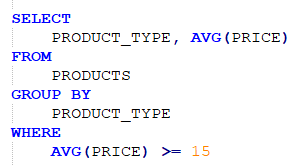 SELECT
PRODUCT_TYPE, AVG(PRICE)
FROM
PRODUCTS
GROUP BY
PRODUCT_TYPE
WHERE
AVG(PRICE) >= 15